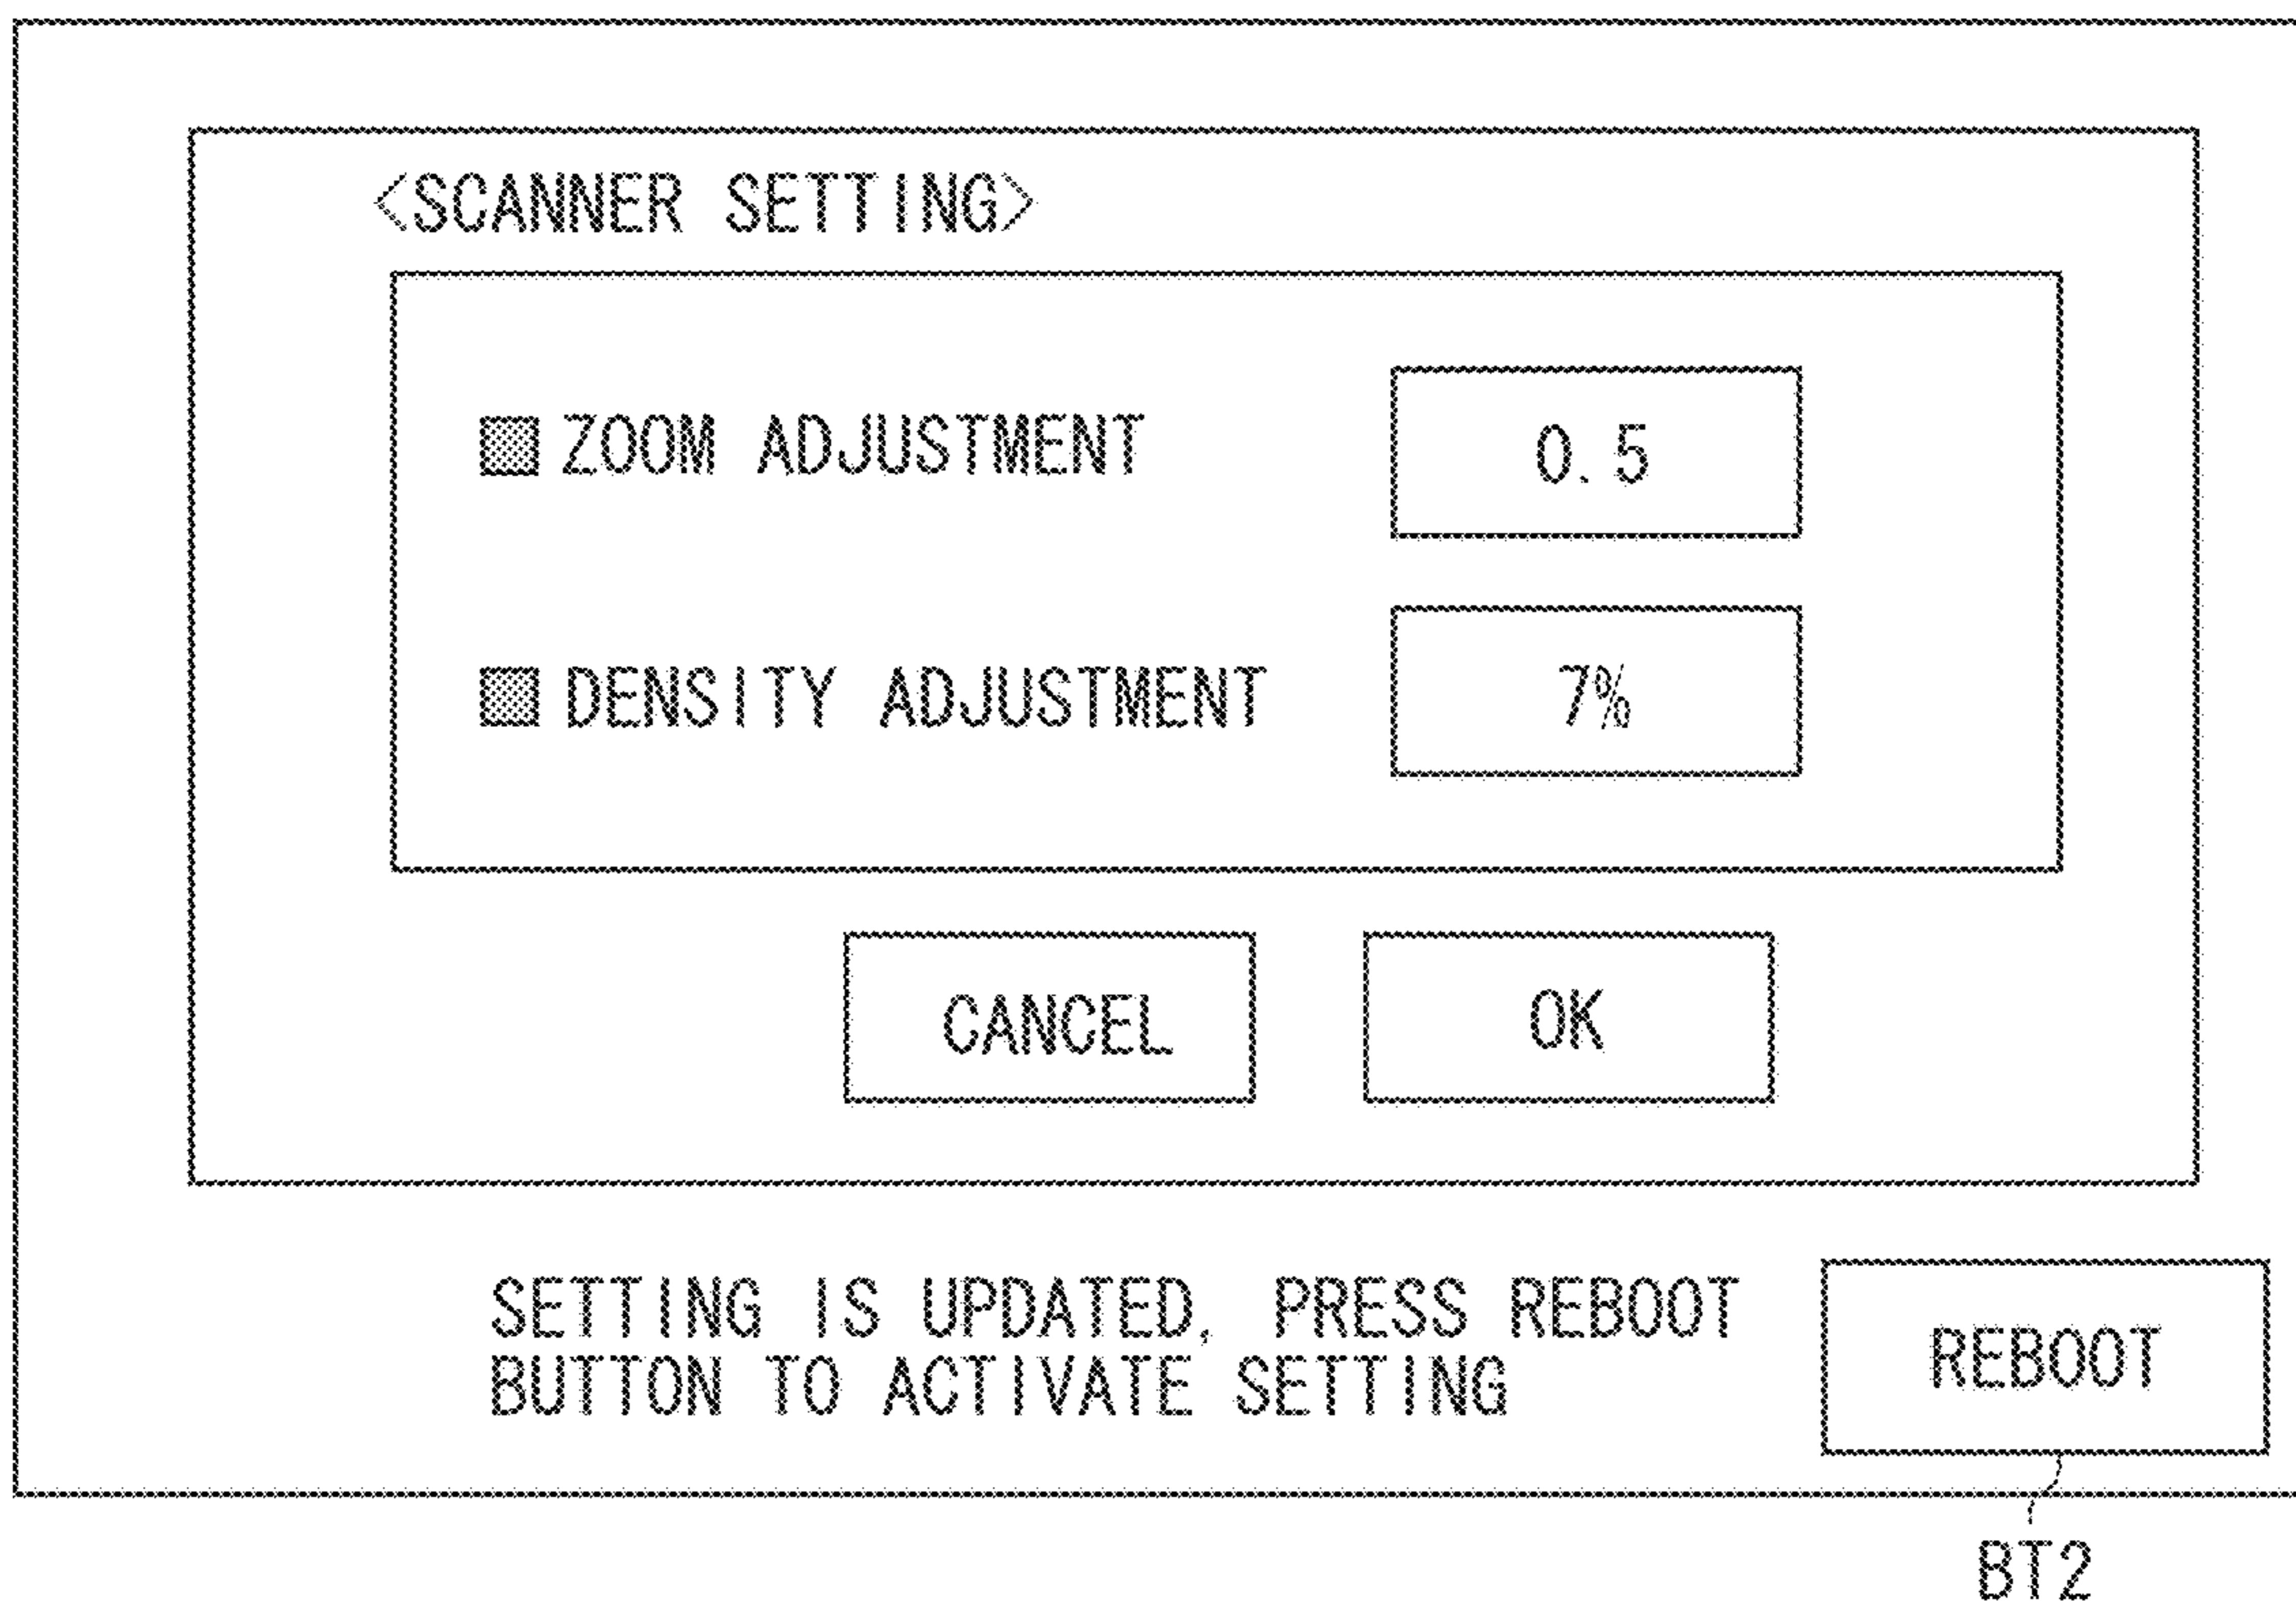 <SCANNER SETTING>
ZOOM ADJUSTMENT 0.5
DENSITY ADJUSTMENT 7%
CANCEL OK
SETTING IS UPDATED, PRESS REBOOT
BUTTON TO ACTIVATE SETTING
REBOOT
BT2